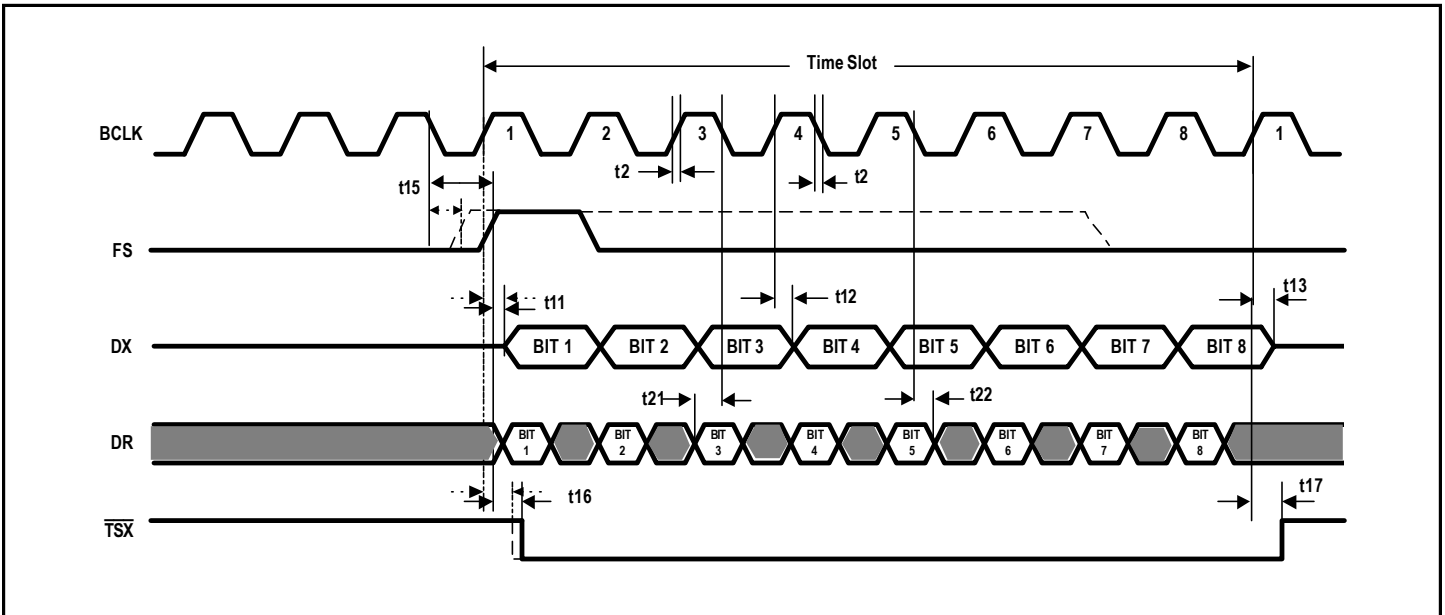 Time Slot
BCLK 1 2 3 4 5 6 7 8 1
t2 t2
t15
FS
t11 t12 t13
DX BIT 1 BIT 2 BIT 3 BIT 4 BIT 5 BIT 6 BIT 7 BIT 8
t21 t22
DR BIT 1 BIT 2 BIT 3 BIT 4 BIT 5 BIT 6 BIT 7 BIT 8
t16 t17
TSX